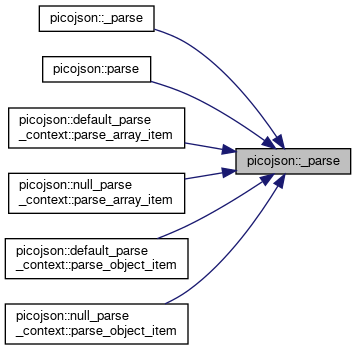 picojson::_parse
picojson::parse
picojson::default_parse
_context::parse_array_item
picojson::_parse
picojson::null_parse
_context::parse_array_item
picojson::default_parse
_context::parse_object_item
picojson::null_parse
_context::parse_object_item